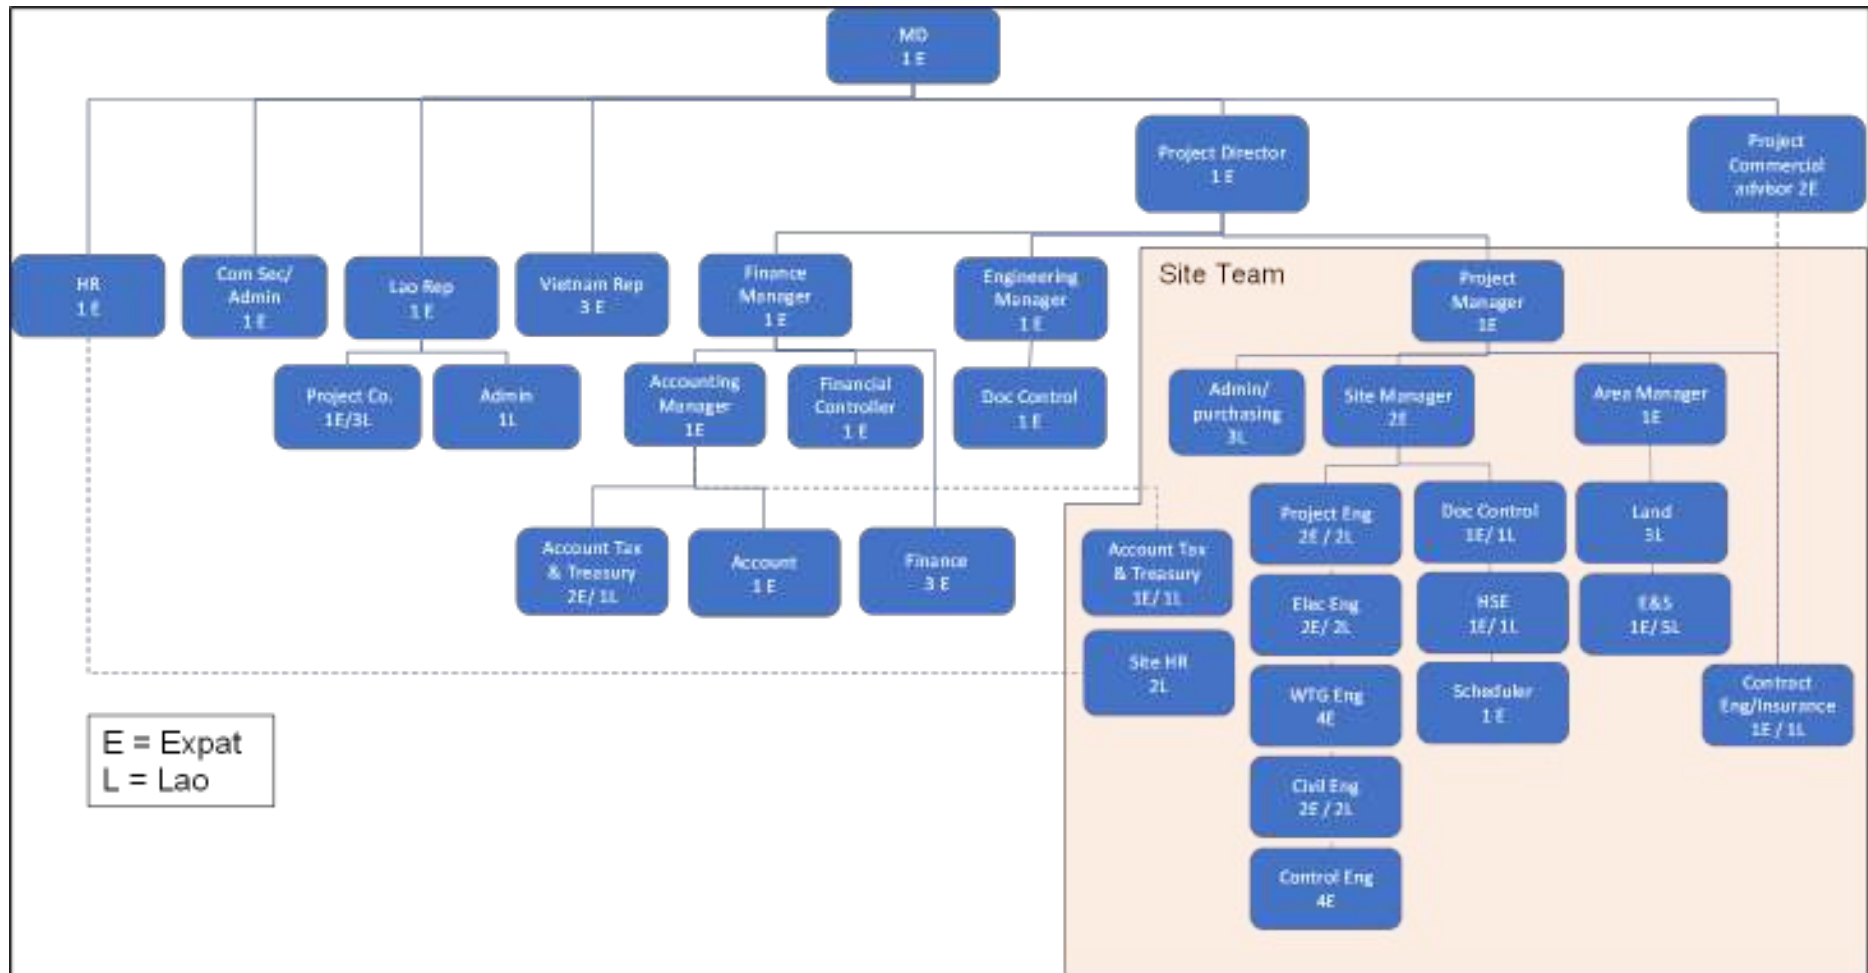 MD
1 E
Project Director
1 E
Project
Commercial
advisor 2E
HR
1 E
Com Sec/
Admin
1 E
Lao Rep
1 E
Vietnam Rep
3 E
Finance
Manager
1 E
Engineering
Manager
1 E
Site Team
Project
Manager
1E
Project Co.
1E/3L
Admin
1L
Accounting
Manager
1E
Financial
Controller
1 E
Doc Control
1 E
Admin/
purchasing
3L
Site Manager
2E
Area Manager
1E
Account Tax
& Treasury
2E/ 1L
Account
1 E
Finance
3 E
Account Tax
& Treasury
1E/ 1L
Site HR
2L
Project Eng
2E / 2L
Elec Eng
2E/ 2L
WTG Eng
4E
Civil Eng
2E / 2L
Control Eng
4E
Doc Control
1E/ 1L
HSE
1E/ 1L
Scheduler
1 E
Land
3L
E&S
1E/ 5L
Contract
Eng/Insurance
1E / 1L
E = Expat
L = Lao